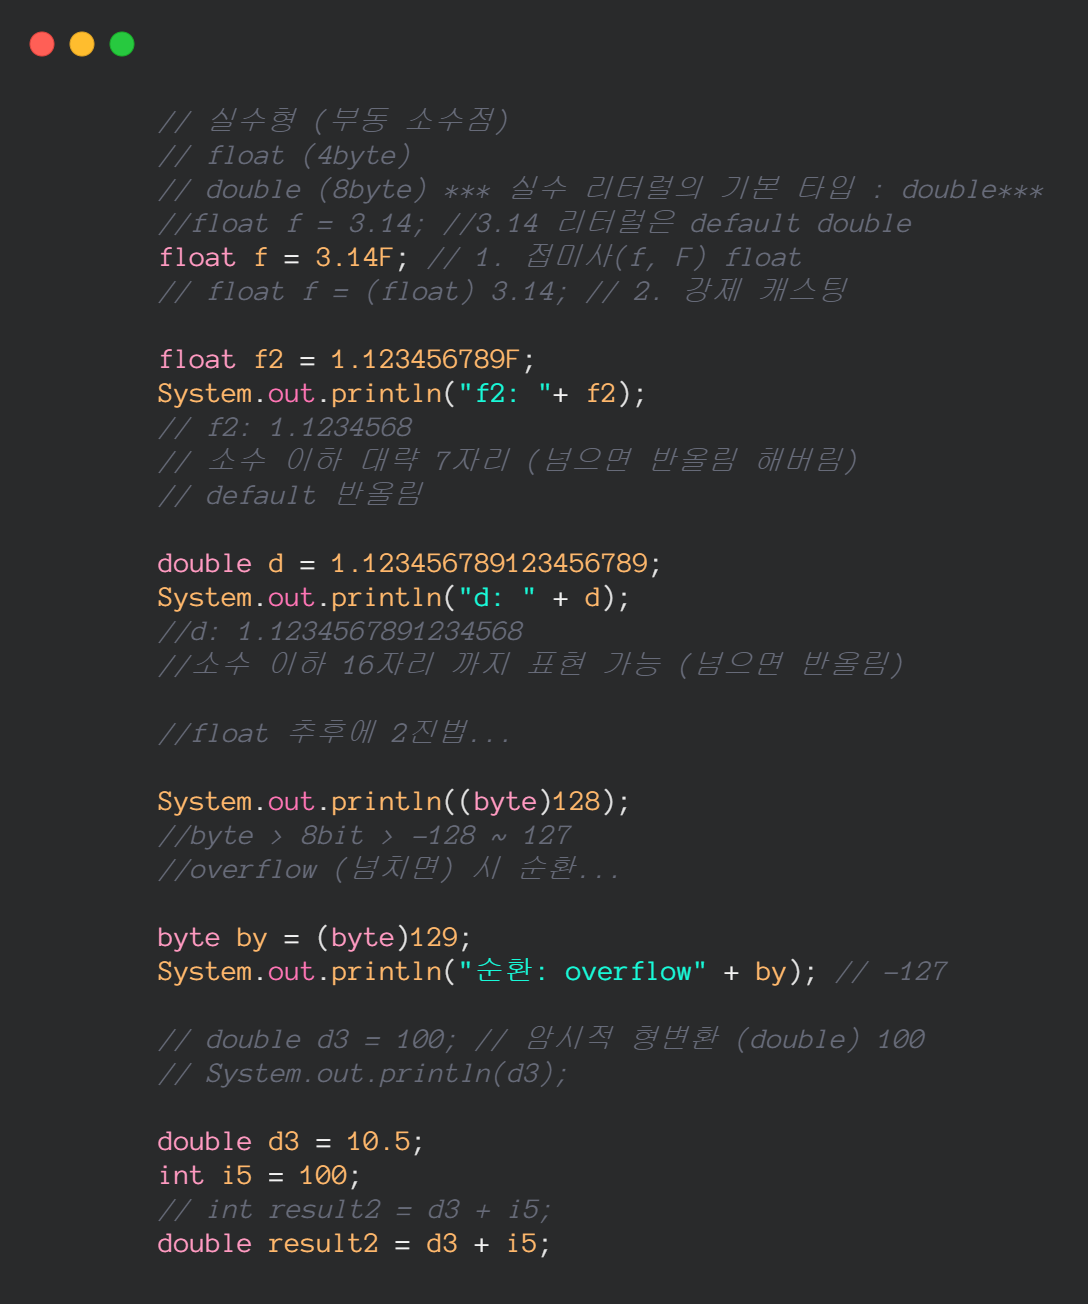 // 실수형 (부동 소수점)
// float (4byte)
// double (8byte) *** 실수 리터럴의 기본 타입 : double***
//float f = 3.14; //3.14 리터럴은 default double
float f = 3.14F; // 1. 접미사(f, F) float
// float f = (float) 3.14; // 2. 강제 캐스팅
float f2 = 1.123456789F;
System.out.println("f2: "+ f2);
// f2: 1.1234568
// 소수 이하 대략 7자리 (넘으면 반올림 해버림)
// default 반올림
double d = 1.123456789123456789;
System.out.println("d: " + d);
//d: 1.1234567891234568
//소수 이하 16자리 까지 표현 가능 (넘으면 반올림)
//float 추후에 2진법...
System.out.println((byte)128);
//byte > 8bit > -128 ~ 127
//overflow (넘치면) 시 순환...
byte by = (byte)129;
System.out.println("순환: overflow" + by); // -127
// double d3 = 100; // 암시적 형변환 (double) 100
// System.out.println(d3);
double d3 = 10.5;
int i5 = 100;
// int result2 = d3 + i5;
double result2 = d3 + i5;